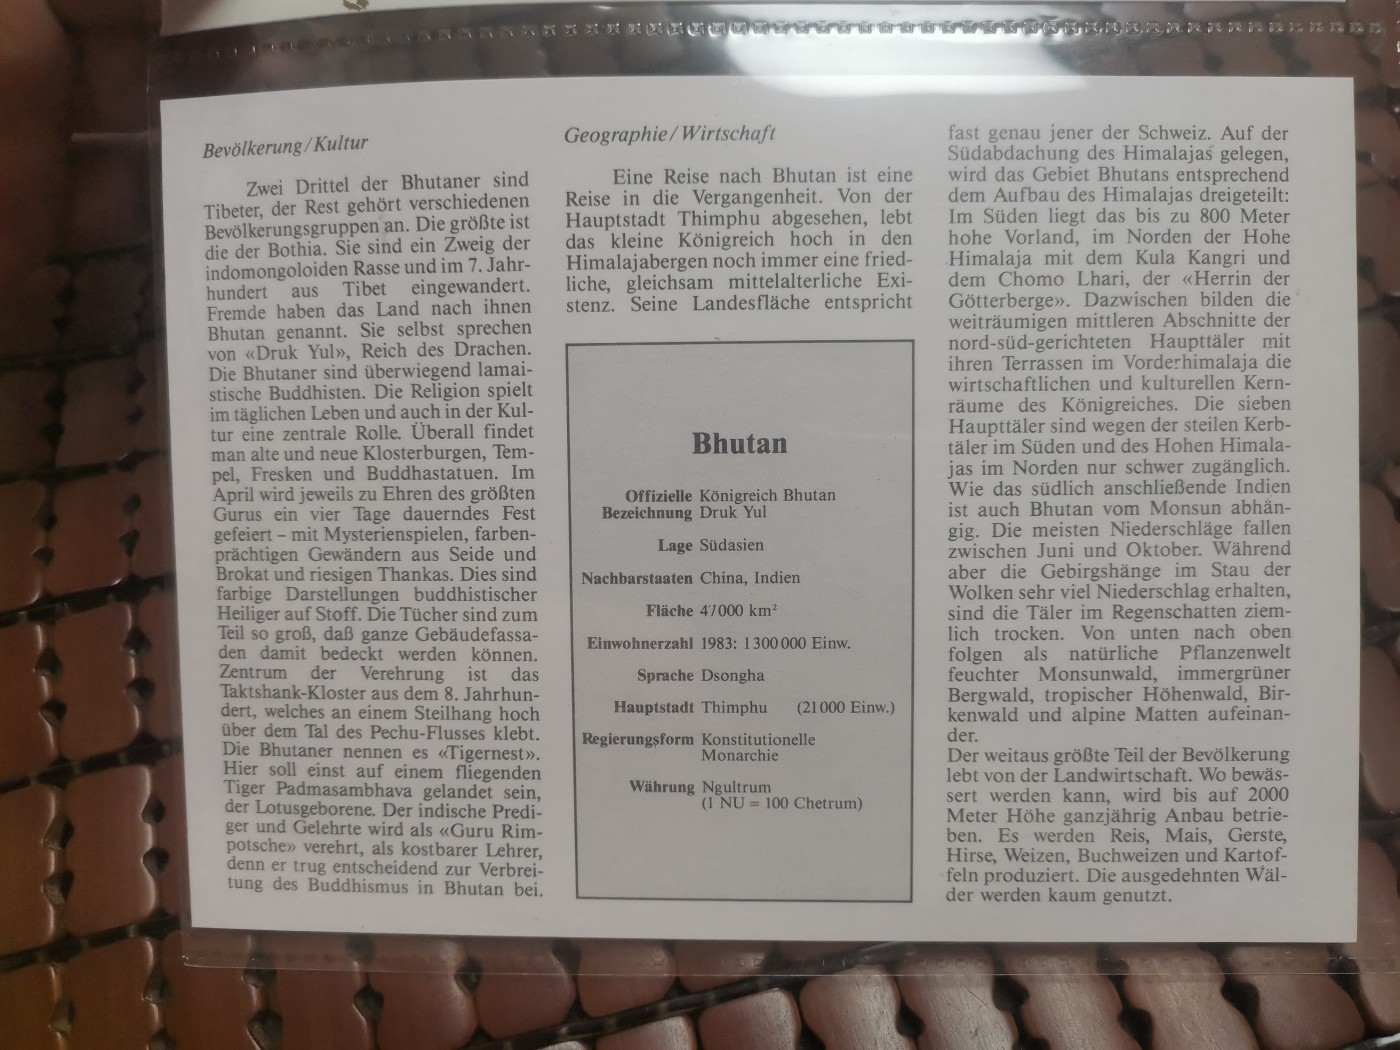 Bevölkerung/Kultur
Zwei Drittel der Bhutaner sind
Tibeter, der Rest gehört verschiedenen
Bevölkerungsgruppen an. Die größte ist
die der Bothia. Sie sind ein Zweig der
indomongoloiden Rasse und im 7. Jahr-
hundert aus Tibet eingewandert.
Fremde haben das Land nach ihnen
Bhutan genannt. Sie selbst sprechen
von «Druk Yul», Reich des Drachen.
Die Bhutaner sind überwiegend lamai-
stische Buddhisten. Die Religion spielt
im täglichen Leben und auch in der Kul-
tur eine zentrale Rolle. Überall findet
man alte und neue Klosterburgen, Tem-
pel, Fresken und Buddhastatuen. Im
April wird jeweils zu Ehren des größten
Gurus ein vier Tage dauerndes Fest
gefeiert – mit Mysterienspielen, farben-
prächtigen Gewändern aus Seide und
Brokat und riesigen Thankas. Dies sind
farbige Darstellungen buddhistischer
Heiliger auf Stoff. Die Tücher sind zum
Teil so groß, daß ganze Gebäudefassa-
den damit bedeckt werden können.
Zentrum der Verehrung ist das
Taktshank-Kloster aus dem 8. Jahrhun-
dert, welches an einem Steilhang hoch
über dem Tal des Pechu-Flusses klebt.
Die Bhutaner nennen es «Tigernest».
Hier soll einst auf einem fliegenden
Tiger Padmasambhava gelandet sein,
der Lotusgeborene. Der indische Predi-
ger und Gelehrte wird als «Guru Rim-
potsche» verehrt, als kostbarer Lehrer,
denn er trug entscheidend zur Verbrei-
tung des Buddhismus in Bhutan bei.
Geographie/Wirtschaft
Eine Reise nach Bhutan ist eine
Reise in die Vergangenheit. Von der
Hauptstadt Thimphu abgesehen, lebt
das kleine Königreich hoch in den
Himalajabergen noch immer eine fried-
liche, gleichsam mittelalterliche Exi-
stenz. Seine Landesfläche entspricht
Bhutan
Offizielle Königreich Bhutan
Bezeichnung Druk Yul
Lage Südasien
Nachbarstaaten China, Indien
Fläche 47000 km²
Einwohnerzahl 1983: 1 300 000 Einw.
Sprache Dsongha
Hauptstadt Thimphu (21 000 Einw.)
Regierungsform Konstitutionelle
Monarchie
Währung Ngultrum
(1 NU = 100 Chetrum)
fast genau jener der Schweiz. Auf der
Südabdachung des Himalajas gelegen,
wird das Gebiet Bhutans entsprechend
dem Aufbau des Himalajas dreigeteilt:
Im Süden liegt das bis zu 800 Meter
hohe Vorland, im Norden der Hohe
Himalaja mit dem Kula Kangri und
dem Chomo Lhari, der «Herrin der
Götterberge». Dazwischen bilden die
weiträumigen mittleren Abschnitte der
nord-süd-gerichteten Haupttäler mit
ihren Terrassen im Vorderhimalaja die
wirtschaftlichen und kulturellen Kern-
räume des Königreiches. Die sieben
Haupttäler sind wegen der steilen Kerb-
täler im Süden und des Hohen Himala-
jas im Norden nur schwer zugänglich.
Wie das südlich anschließende Indien
ist auch Bhutan vom Monsun abhän-
gig. Die meisten Niederschläge fallen
zwischen Juni und Oktober. Während
aber die Gebirgshänge im Stau der
Wolken sehr viel Niederschlag erhalten,
sind die Täler im Regenschatten ziem-
lich trocken. Von unten nach oben
folgen als natürliche Pflanzenwelt
feuchter Monsunwald, immergrüner
Bergwald, tropischer Höhenwald, Bir-
kenwald und alpine Matten aufeinan-
der.
Der weitaus größte Teil der Bevölkerung
lebt von der Landwirtschaft. Wo bewäs-
sert werden kann, wird bis auf 2000
Meter Höhe ganzjährig Anbau betrie-
ben. Es werden Reis, Mais, Gerste,
Hirse, Weizen, Buchweizen und Kartof-
feln produziert. Die ausgedehnten Wäl-
der werden kaum genutzt.